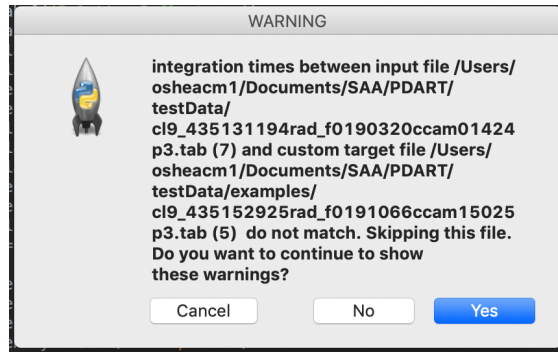 WARNING
integration times between input file /Users/
osheacm1/Documents/SAA/PDART/
testData/
cl9_435131194rad_f0190320ccam01424
p3.tab (7) and custom target file /Users/
osheacm1/Documents/SAA/PDART/
testData/examples/
cl9_435152925rad_f0191066ccam15025
p3.tab (5)  do not match. Skipping this file.
Do you want to continue to show
these warnings?
Cancel
No
Yes